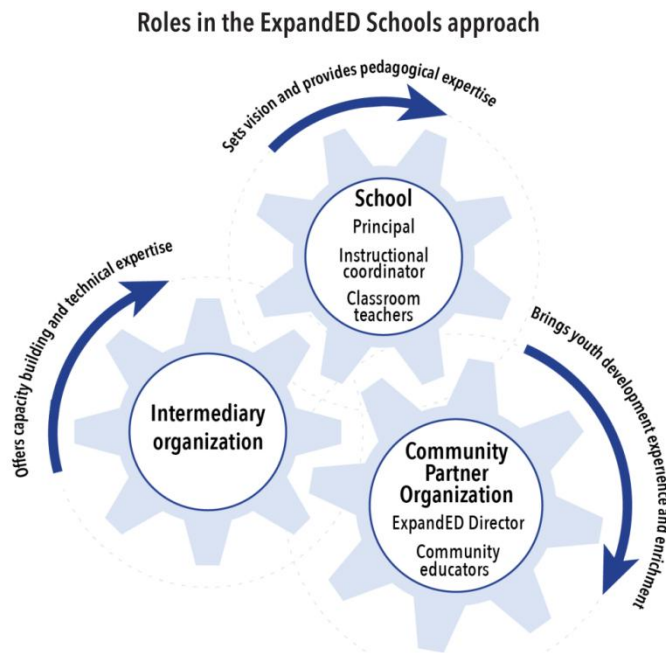 Roles in the ExpandED Schools approach
Sets vision and provides pedagogical expertise
School
Principal
Instructional
coordinator
Classroom
teachers
Offers capacity building and technical expertise
Intermediary
organization
Brings youth development experience and enrichment
Community
Partner
Organization
ExpandED Director
Community
educators